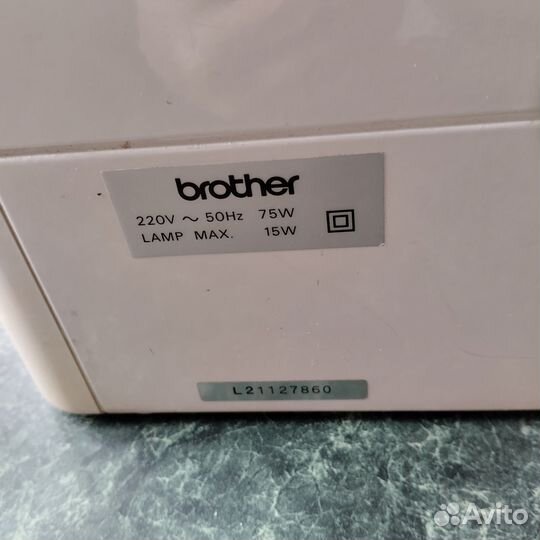 brother
220V ~ 50Hz 75W
LAMP MAX. 15W
L21127860
Avito